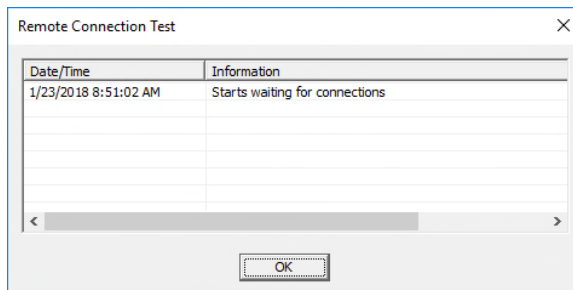 Remote Connection Test
Date/Time Information
1/23/2018 8:51:02 AM Starts waiting for connections
OK